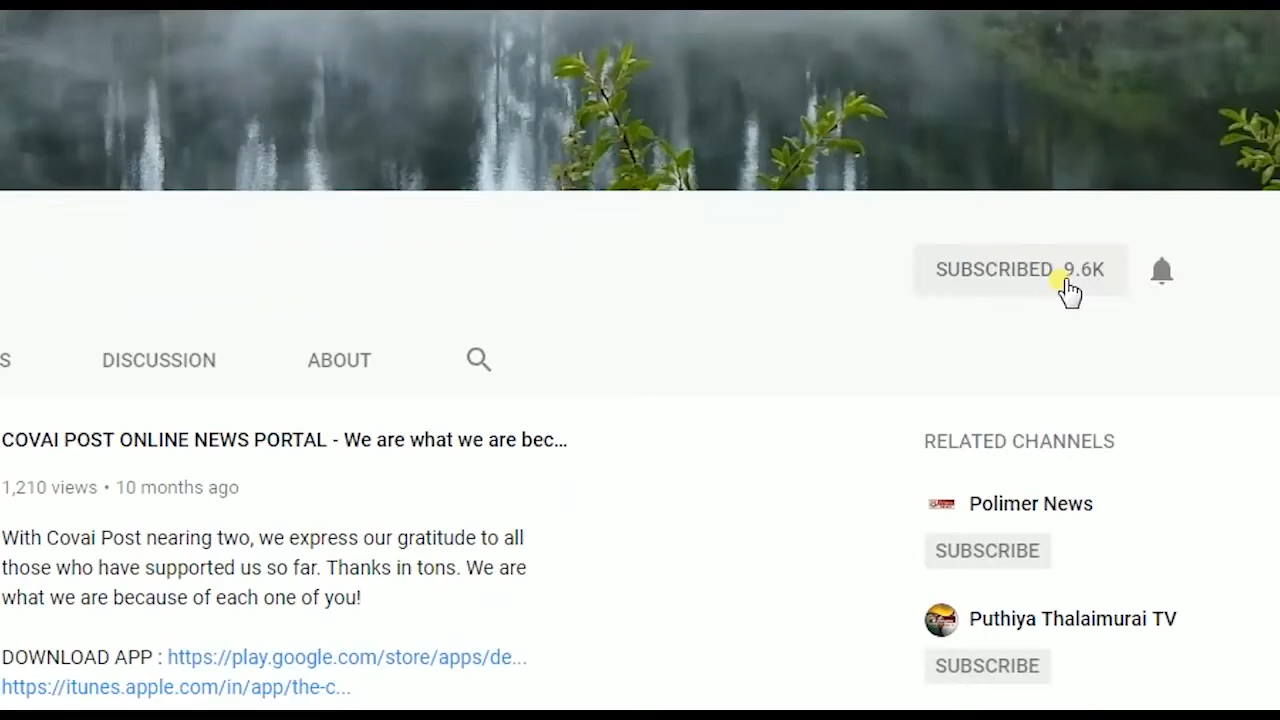 SUBSCRIBED 9.6K
S DISCUSSION ABOUT
COVAI POST ONLINE NEWS PORTAL - We are what we are bec...
1,210 views • 10 months ago
With Covai Post nearing two, we express our gratitude to all
those who have supported us so far. Thanks in tons. We are
what we are because of each one of you!
DOWNLOAD APP : https://play.google.com/store/apps/de...
https://itunes.apple.com/in/app/the-c...
RELATED CHANNELS
Polimer News
SUBSCRIBE
Puthiya Thalaimurai TV
SUBSCRIBE